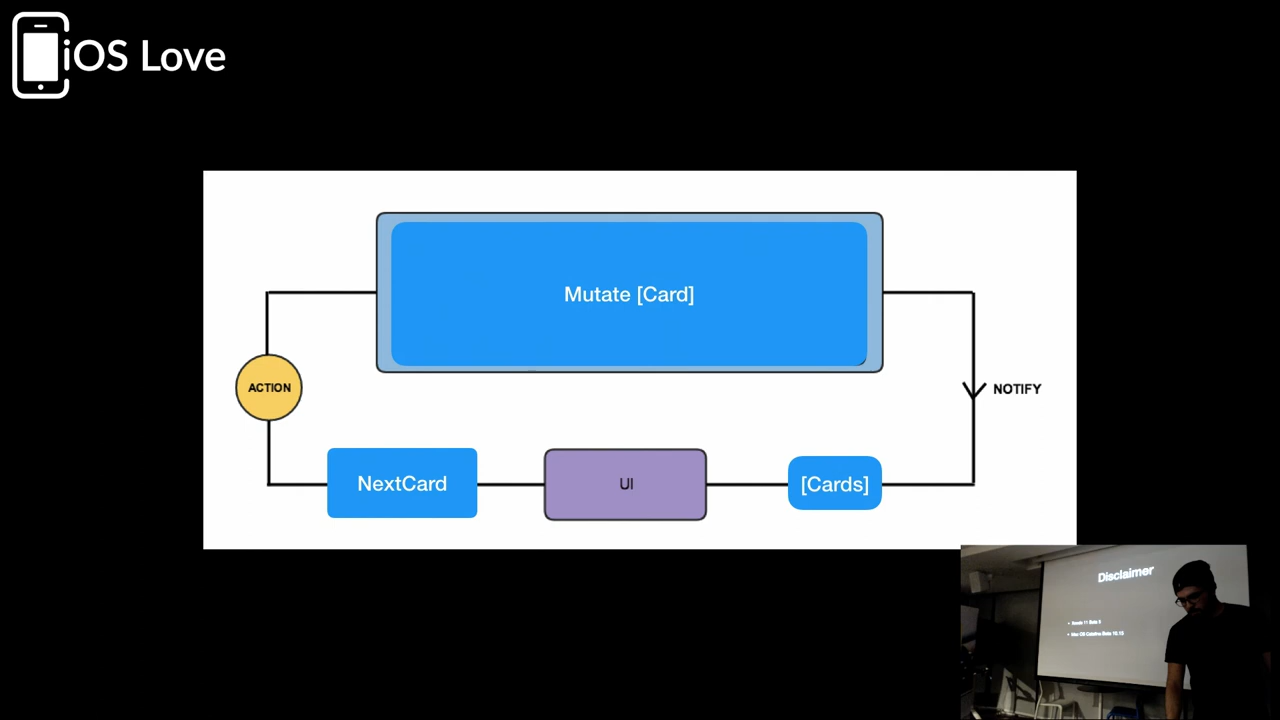 iOS Love
Mutate [Card]
ACTION
NOTIFY
NextCard
UI
[Cards]
Disclaimer